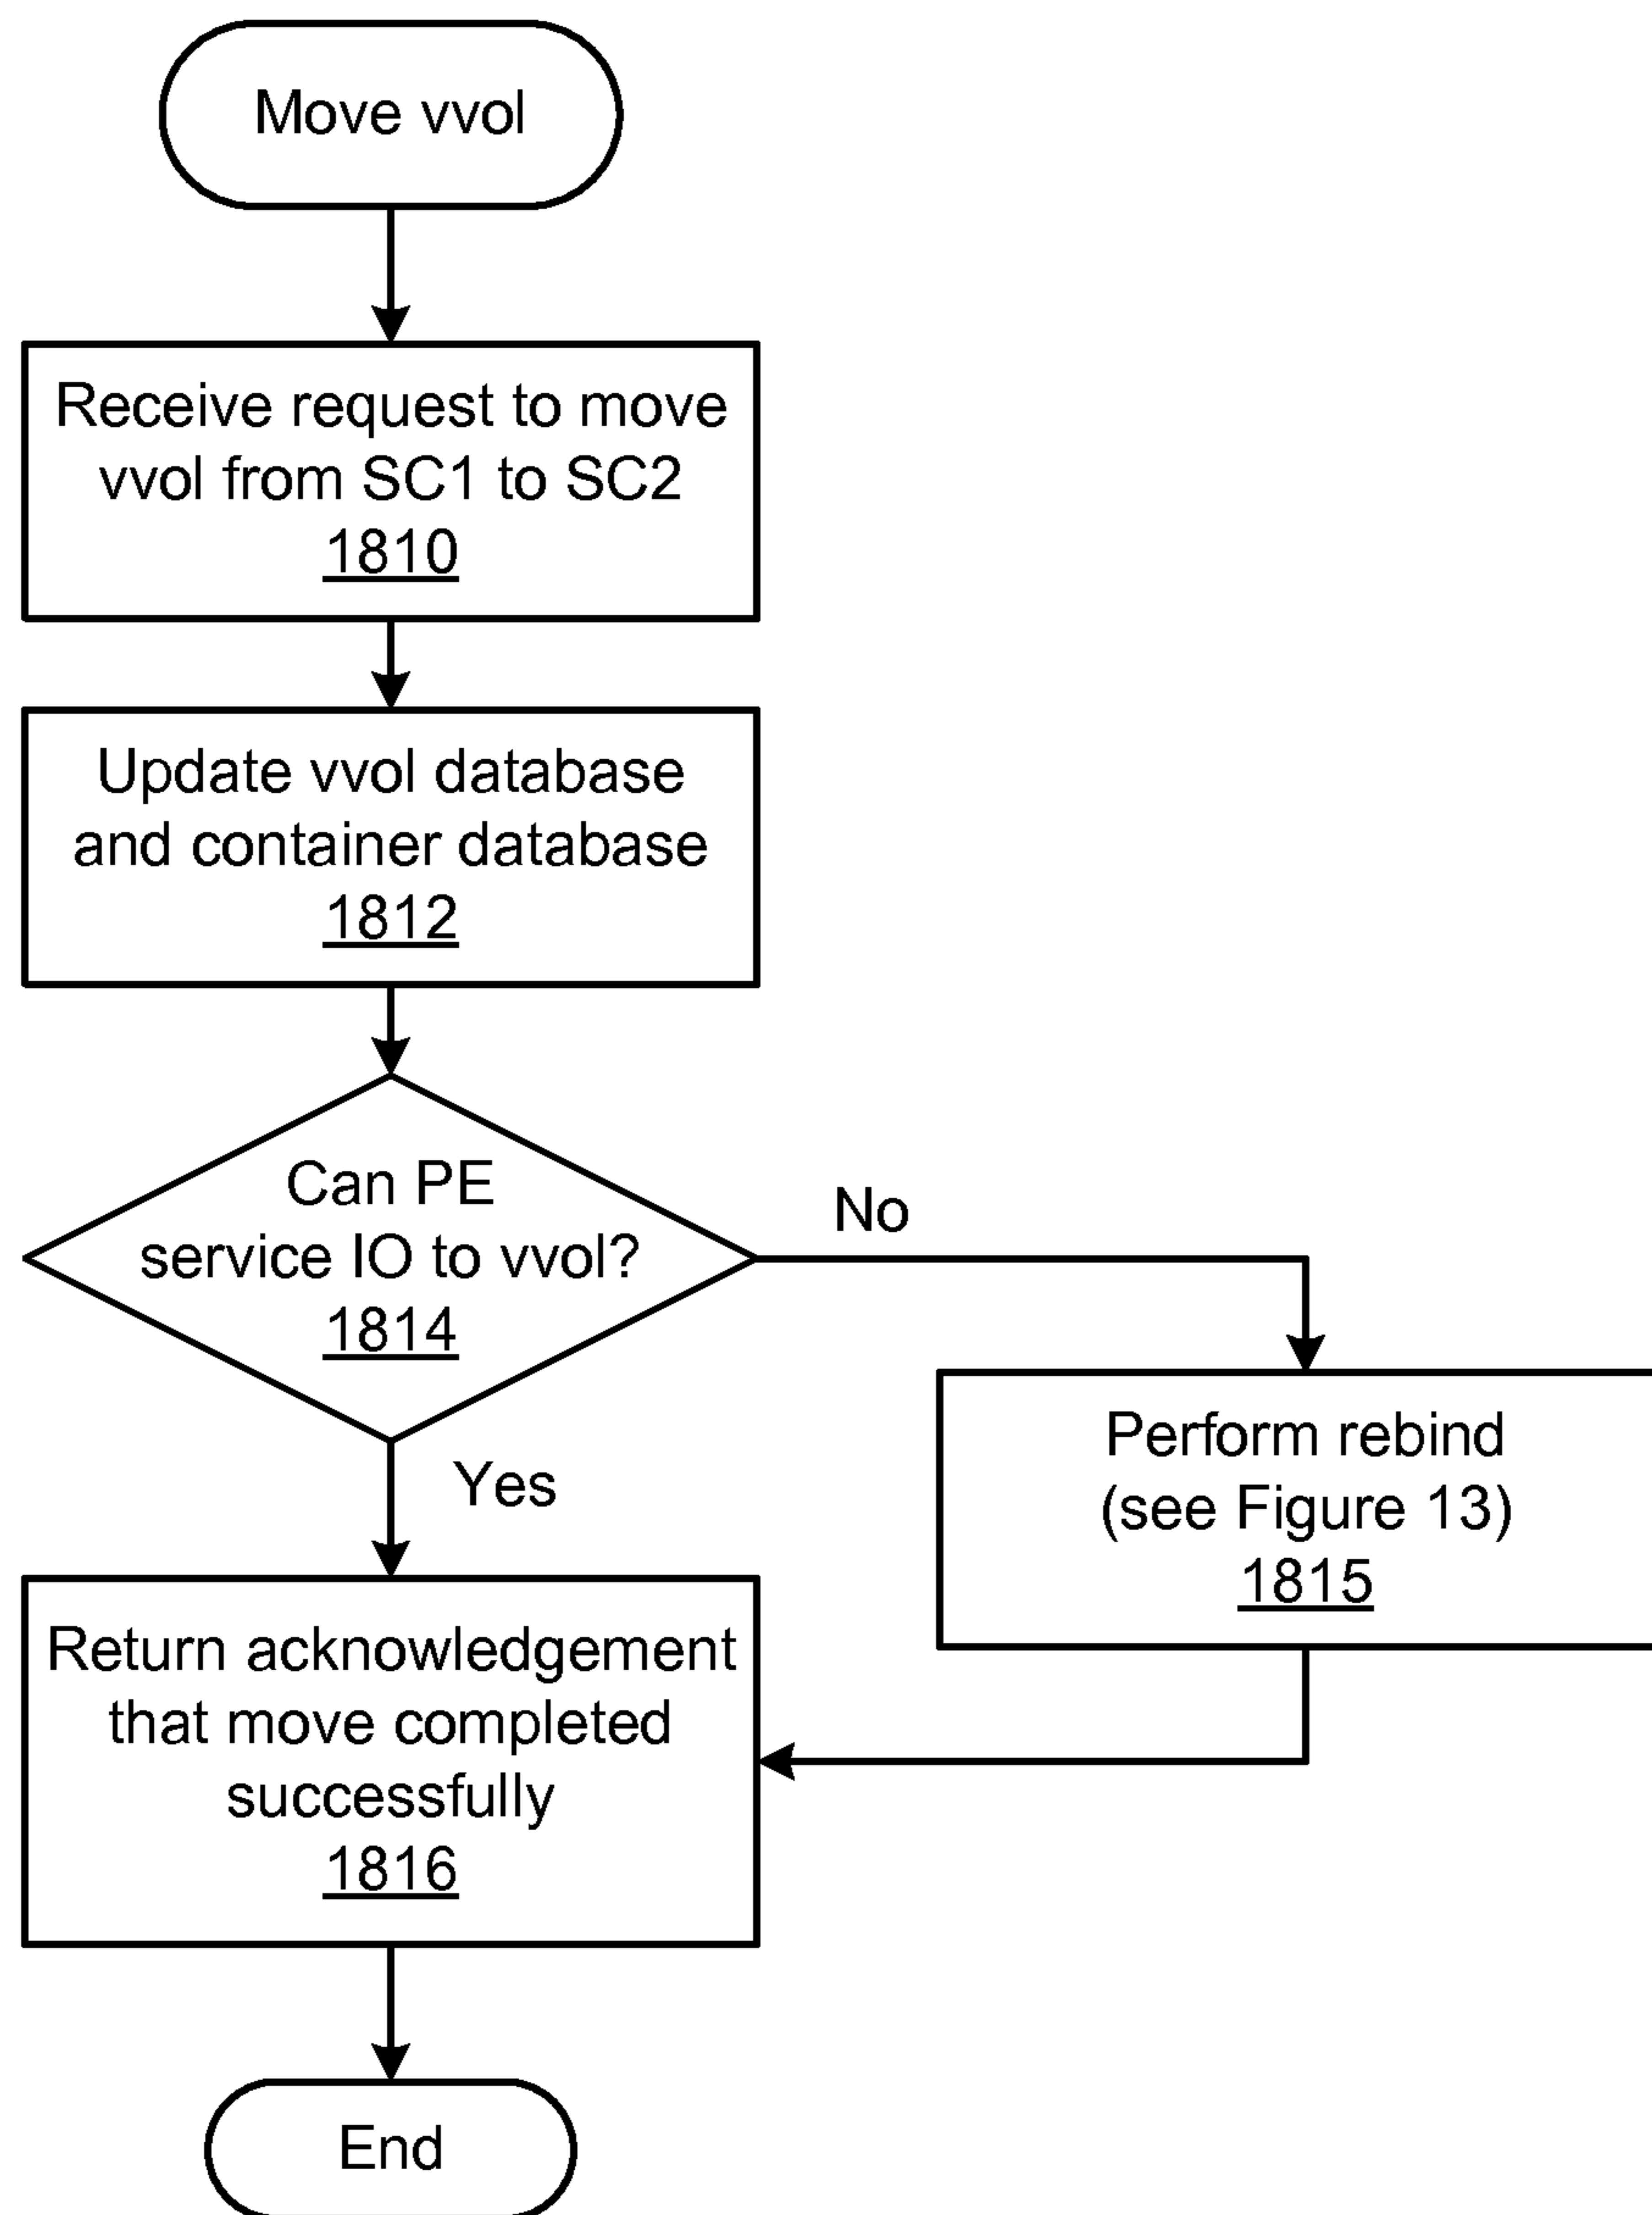 Move vvol
Receive request to move
vvol from SC1 to SC2
1810
Update vvol database
and container database
1812
Can PE
service IO to vvol?
1814
No
Yes
Perform rebind
(see Figure 13)
1815
Return acknowledgement
that move completed
successfully
1816
End